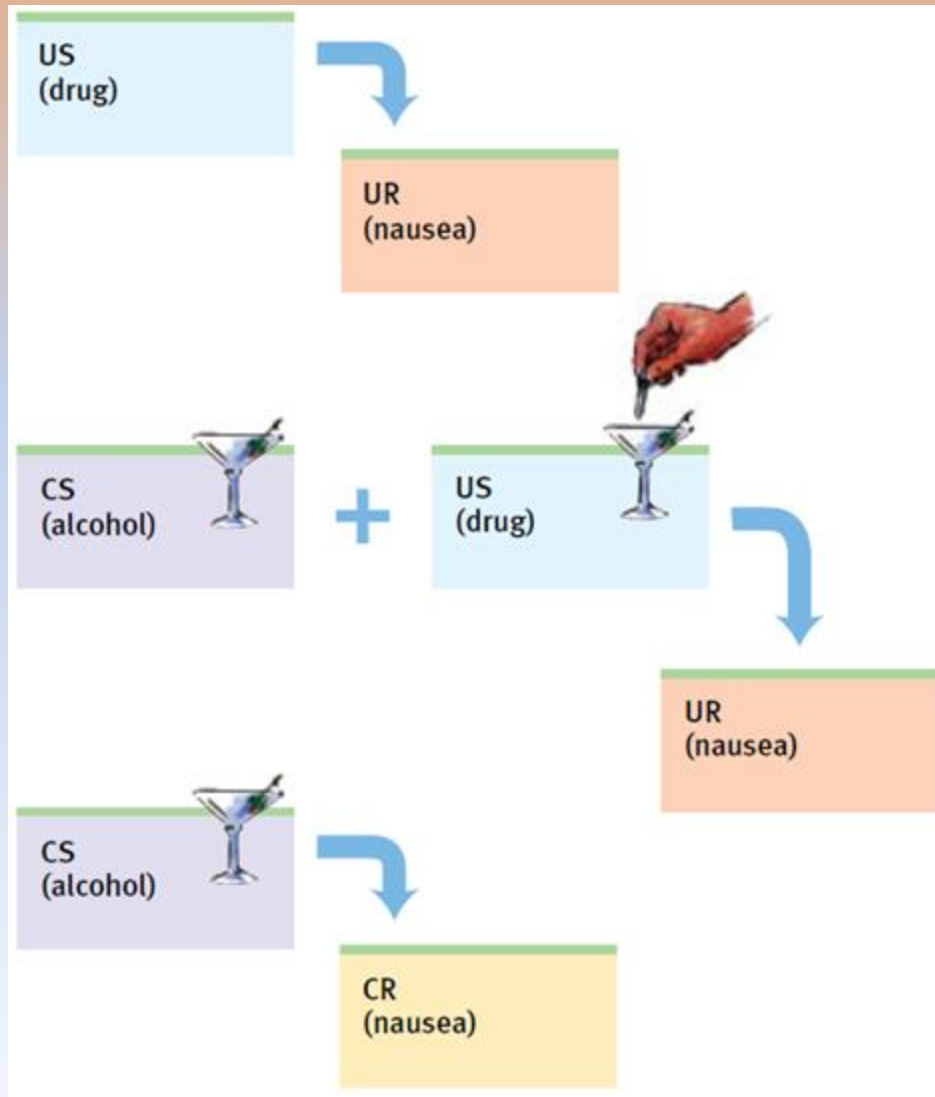 US
(drug)
UR
(nausea)
CS
(alcohol)
+
US
(drug)
UR
(nausea)
CS
(alcohol)
CR
(nausea)